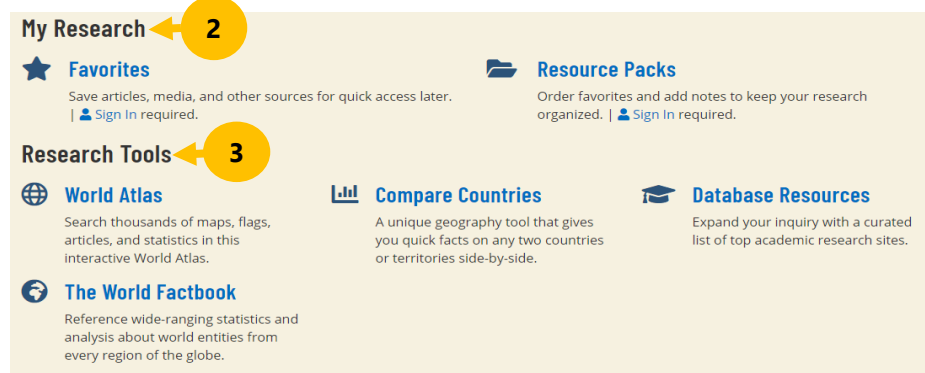 My Research 2
Favorites
Save articles, media, and other sources for quick access later.
| Sign In required.
Resource Packs
Order favorites and add notes to keep your research
organized. | Sign In required.
Research Tools 3
World Atlas
Search thousands of maps, flags,
articles, and statistics in this
interactive World Atlas.
Compare Countries
A unique geography tool that gives
you quick facts on any two countries
or territories side-by-side.
Database Resources
Expand your inquiry with a curated
list of top academic research sites.
The World Factbook
Reference wide-ranging statistics and
analysis about world entities from
every region of the globe.